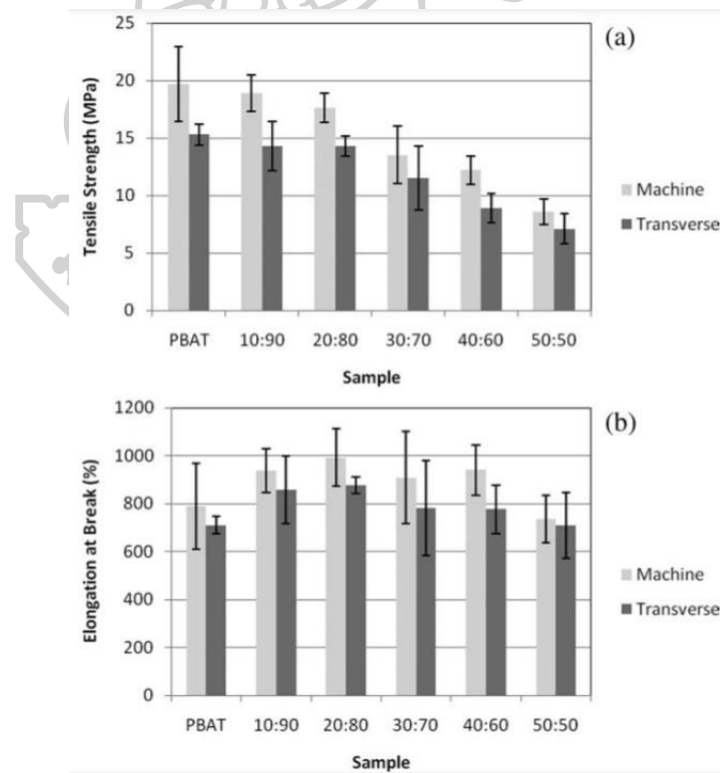 25
20
15
10
5
0
Tensile Strength (MPa)
PBAT 10:90 20:80 30:70 40:60 50:50
Sample
(a)
Machine
Transverse
1200
1000
800
600
400
200
0
Elongation at Break (%)
PBAT 10:90 20:80 30:70 40:60 50:50
Sample
(b)
Machine
Transverse